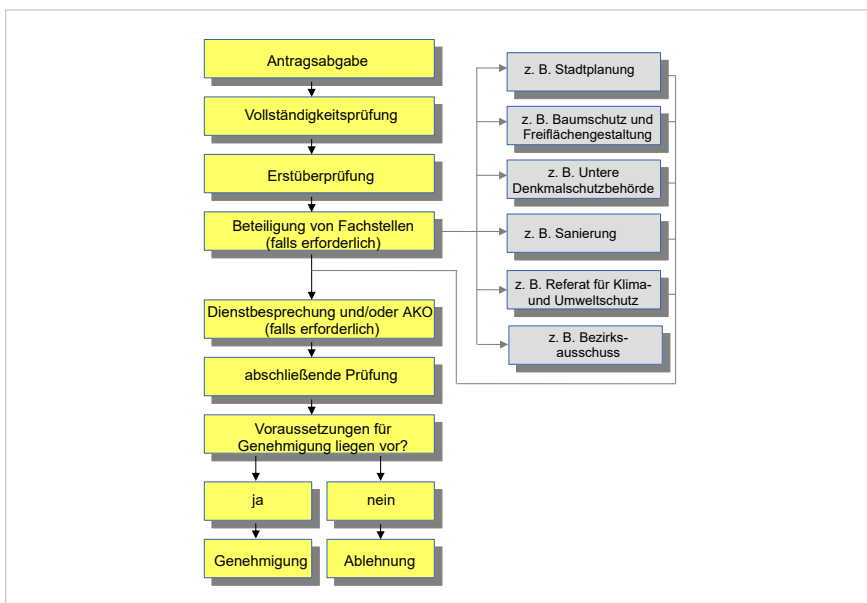 Antragsabgabe
Vollständigkeitsprüfung
Erstüberprüfung
Beteiligung von Fachstellen
(falls erforderlich)
z. B. Stadtplanung
z. B. Baumschutz und
Freiflächengestaltung
z. B. Untere
Denkmalschutzbehörde
z. B. Sanierung
z. B. Referat für Klima-
und Umweltschutz
z. B. Bezirks-
ausschuss
Dienstbesprechung und/oder AKO
(falls erforderlich)
abschließende Prüfung
Voraussetzungen für
Genehmigung liegen vor?
ja
nein
Genehmigung
Ablehnung